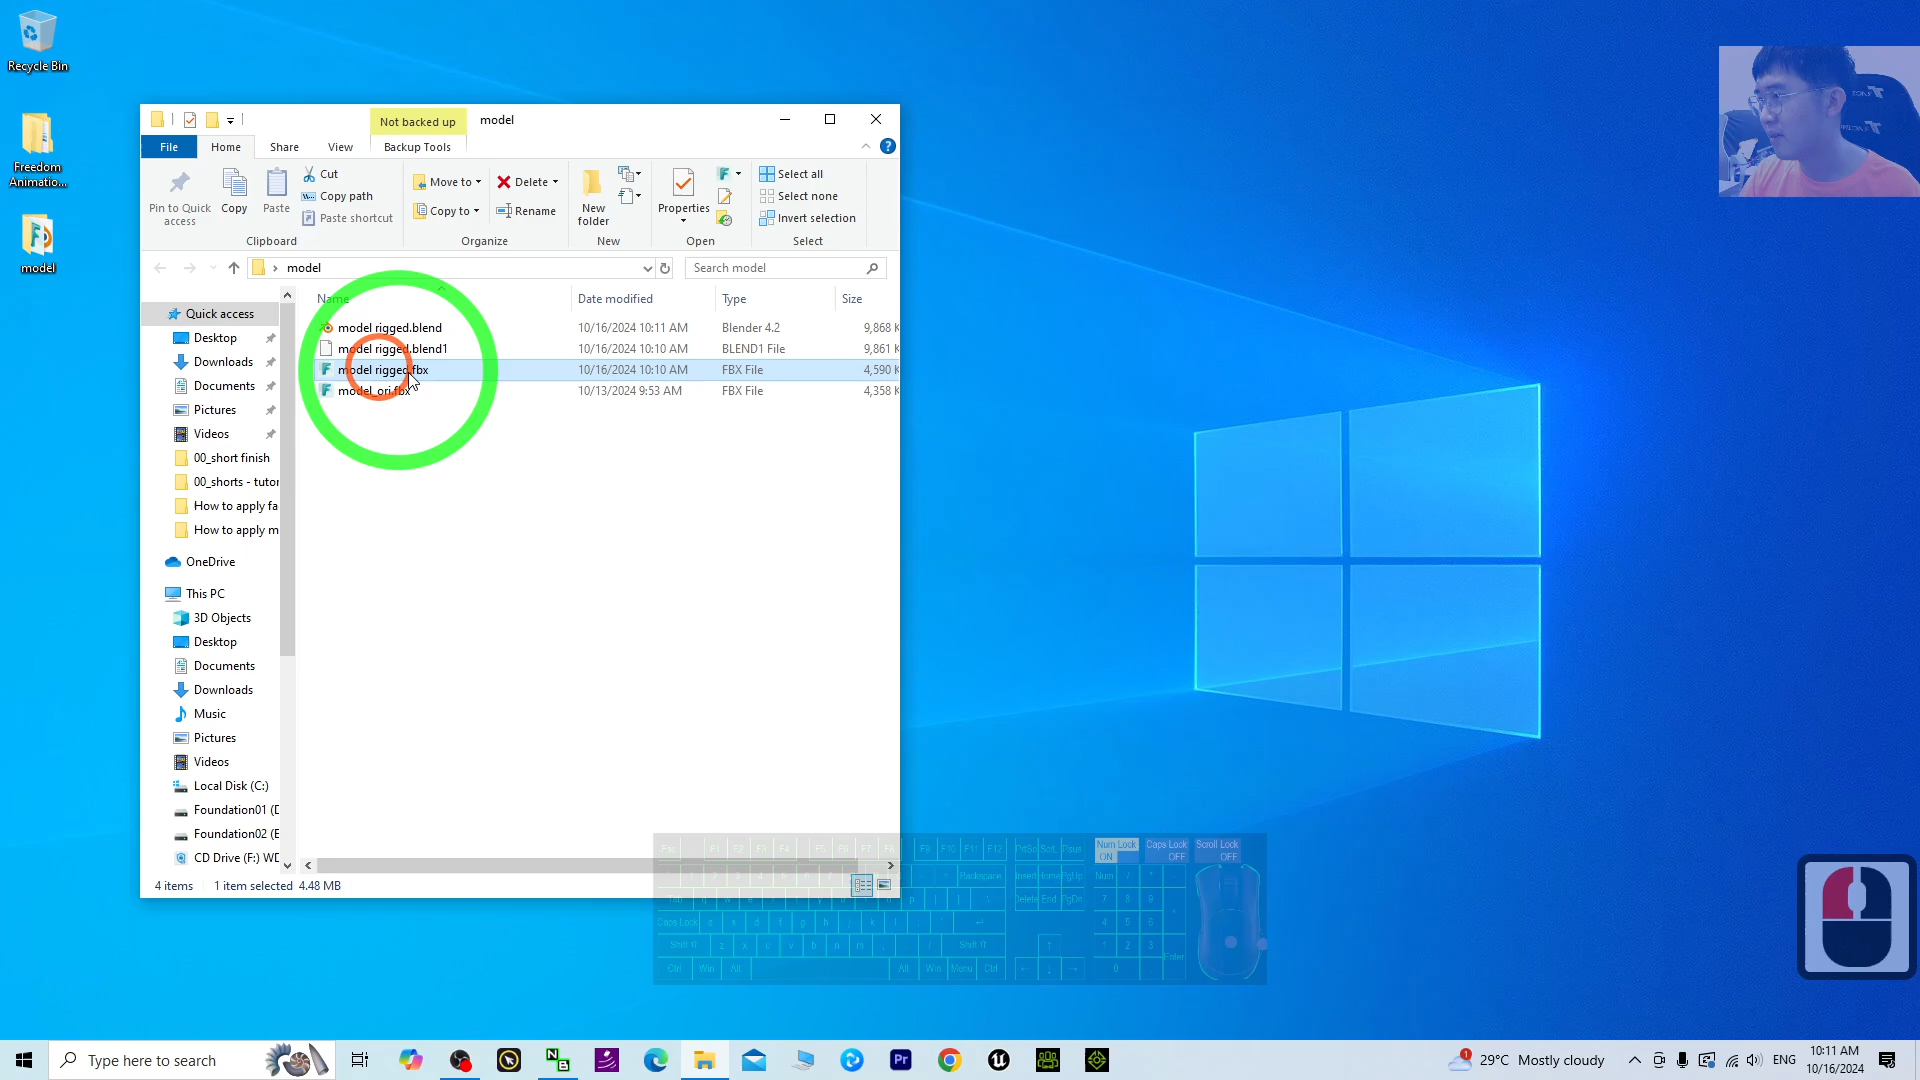 Recycle Bin
Freedom
Animatio...
model
Not backed up
model
File
Home
Share
View
Backup Tools
Pin to Quick
access
Copy
Paste
Cut
Copy path
Paste shortcut
Clipboard
Move to
Copy to
Delete
Rename
Organize
New
folder
New
Properties
Open
Select all
Select none
Invert selection
Select
model
Search model
Name
Date modified
Type
Size
model rigged.blend
10/16/2024 10:11 AM
Blender 4.2
9,868 K
model rigged.blend1
10/16/2024 10:10 AM
BLEND1 File
9,861 K
model rigged.fbx
10/16/2024 10:10 AM
FBX File
4,590 K
model_ori.fbx
10/13/2024 9:53 AM
FBX File
4,358 K
Quick access
Desktop
Downloads
Documents
Pictures
Videos
00_short finish
00_shorts - tutor
How to apply fa
How to apply m
OneDrive
This PC
3D Objects
Desktop
Documents
Downloads
Music
Pictures
Videos
Local Disk (C:)
Foundation01 (D
Foundation02 (E
CD Drive (F:) WD
4 items
1 item selected 4.48 MB
Num Lock
ON
Caps Lock
OFF
Scroll Lock
OFF
Type here to search
29°C Mostly cloudy
ENG
10:11 AM
10/16/2024